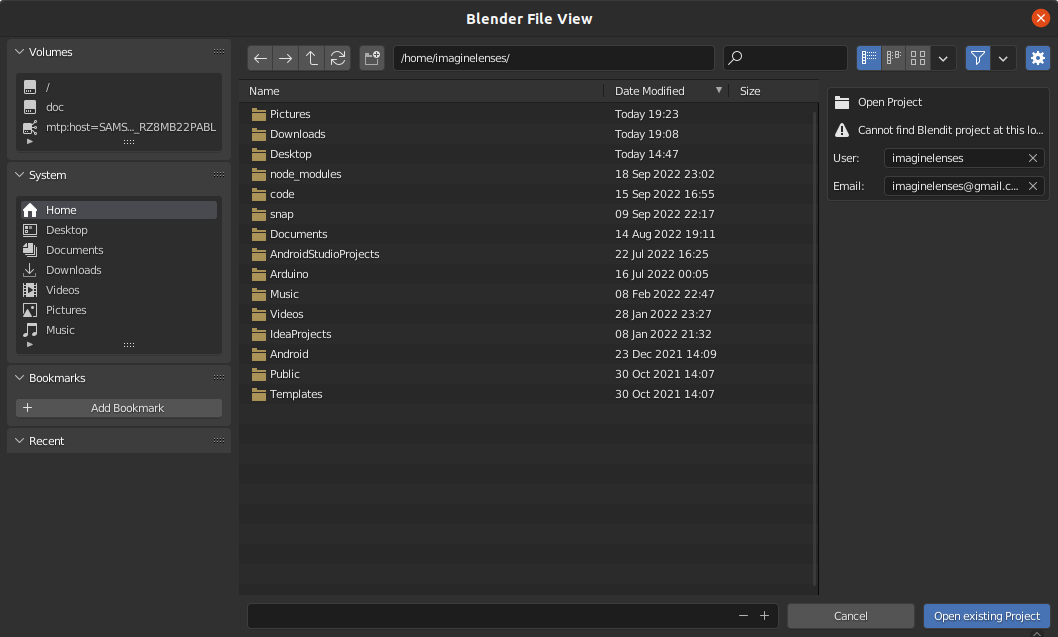 Blender File View
Volumes
/
doc
mtp:host=SAMS..._RZ8MB22PABL
System
Home
Desktop
Documents
Downloads
Videos
Pictures
Music
Bookmarks
Add Bookmark
Recent
/home/imaginelenses/
Name Date Modified Size
Pictures Today 19:23
Downloads Today 19:08
Desktop Today 14:47
node_modules 18 Sep 2022 23:02
code 15 Sep 2022 16:55
snap 09 Sep 2022 22:17
Documents 14 Aug 2022 19:11
AndroidStudioProjects 22 Jul 2022 16:25
Arduino 16 Jul 2022 00:05
Music 08 Feb 2022 22:47
Videos 28 Jan 2022 23:27
IdeaProjects 08 Jan 2022 21:32
Android 23 Dec 2021 14:09
Public 30 Oct 2021 14:07
Templates 30 Oct 2021 14:07
Open Project
Cannot find Blendit project at this lo...
User: imaginelenses
Email: imaginelenses@gmail.c...
Cancel
Open existing Project